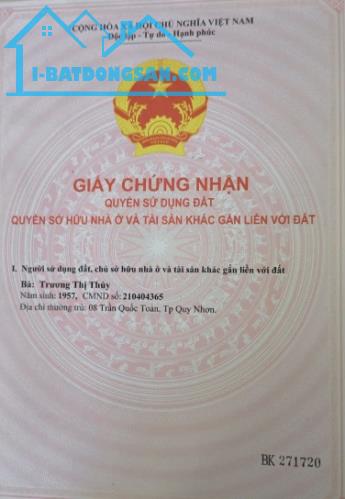 CỘNG HÒA XÃ HỘI CHỦ NGHĨA VIỆT NAM
Độc lập - Tự do - Hạnh phúc
I-BATDONGSAN.COM
GIẤY CHỨNG NHẬN
QUYỀN SỬ DỤNG ĐẤT
QUYỀN SỞ HỮU NHÀ Ở VÀ TÀI SẢN KHÁC GẮN LIỀN VỚI ĐẤT
I. Người sử dụng đất, chủ sở hữu nhà ở và tài sản khác gắn liền với đất
Bà: Trương Thị Thủy
Năm sinh: 1957, CMND số: 210404365
Địa chỉ thường trú: 08 Trần Quốc Toản, Tp Quy Nhơn.
BK 271720